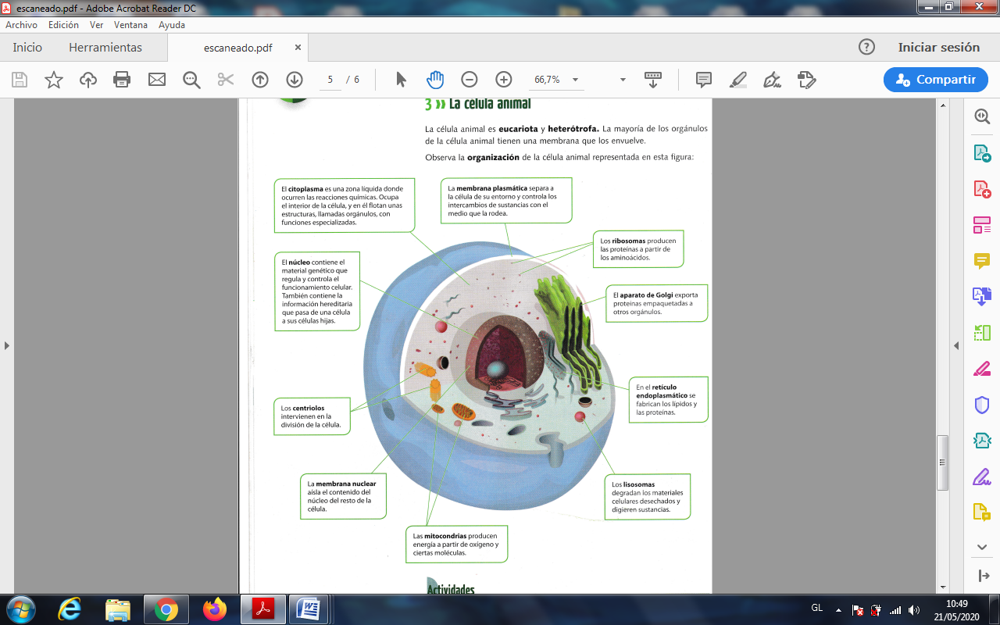 escaneado.pdf - Adobe Acrobat Reader DC
Archivo Edición Ver Ventana Ayuda
Inicio Herramientas escaneado.pdf × ? Iniciar sesión
5 / 6 66,7% Compartir
3 ›› La célula animal
La célula animal es eucariota y heterótrofa. La mayoría de los orgánulos
de la célula animal tienen una membrana que los envuelve.
Observa la organización de la célula animal representada en esta figura:
El citoplasma es una zona líquida donde
ocurren las reacciones químicas. Ocupa
el interior de la célula, y en él flotan unas
estructuras, llamadas orgánulos, con
funciones especializadas.
La membrana plasmática separa a
la célula de su entorno y controla los
intercambios de sustancias con el
medio que la rodea.
Los ribosomas producen
las proteínas a partir de
los aminoácidos.
El núcleo contiene el
material genético que
regula y controla el
funcionamiento celular.
También contiene la
información hereditaria
que pasa de una célula
a sus células hijas.
El aparato de Golgi exporta
proteínas empaquetadas a
otros orgánulos.
En el retículo
endoplasmático se
fabrican los lípidos y
las proteínas.
Los centriolos
intervienen en la
división de la célula.
La membrana nuclear
aísla el contenido del
núcleo del resto de la
célula.
Los lisosomas
degradan los materiales
celulares desechados y
digieren sustancias.
Las mitocondrias producen
energía a partir de oxígeno y
ciertas moléculas.
Actividades
GL 10:49
21/05/2020